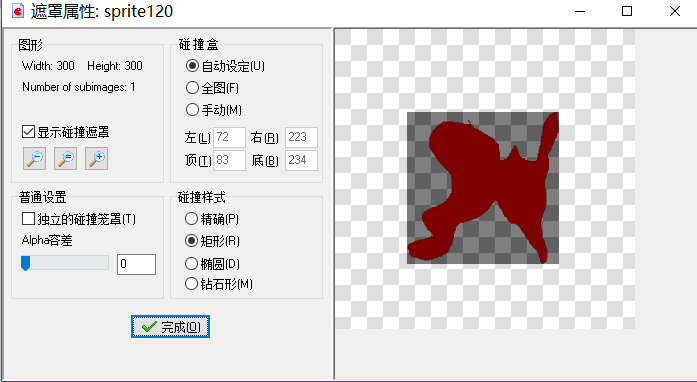 遮罩属性: sprite120
图形
Width: 300 Height: 300
Number of subimages: 1
显示碰撞遮罩
普通设置
独立的碰撞笼罩(T)
Alpha容差
0
碰撞盒
自动设定(U)
全图(F)
手动(M)
左(L) 72 右(R) 223
顶(T) 83 底(B) 234
碰撞样式
精确(P)
矩形(R)
椭圆(D)
钻石形(M)
完成(O)